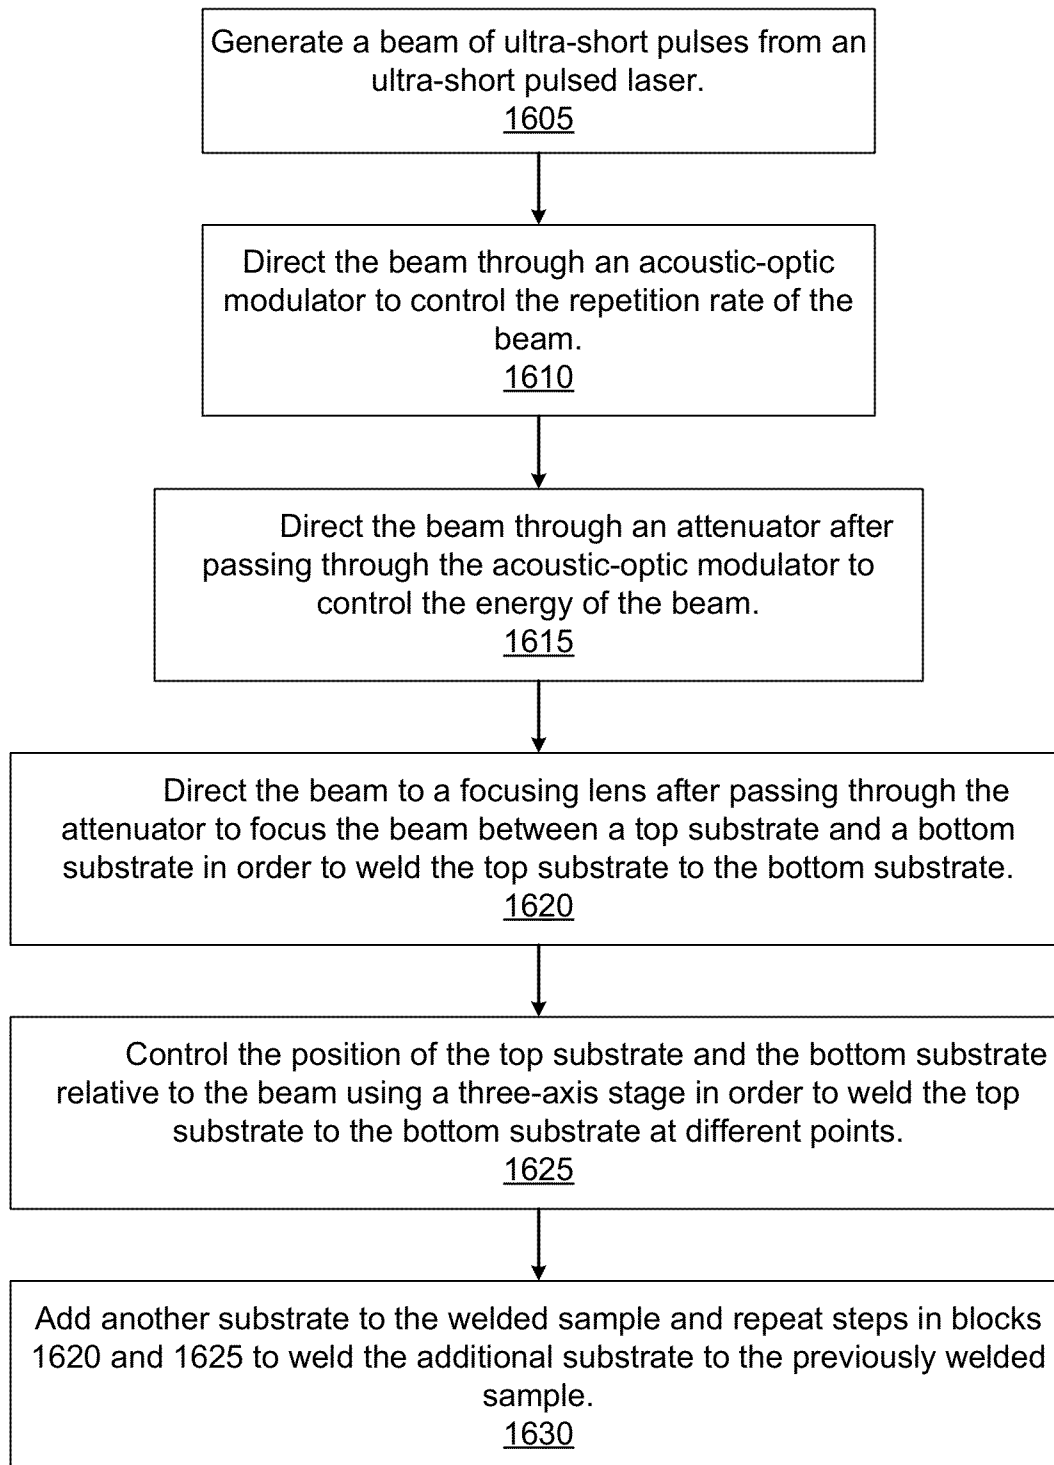 Generate a beam of ultra-short pulses from an
ultra-short pulsed laser.
1605
Direct the beam through an acoustic-optic
modulator to control the repetition rate of the
beam.
1610
Direct the beam through an attenuator after
passing through the acoustic-optic modulator to
control the energy of the beam.
1615
Direct the beam to a focusing lens after passing through the
attenuator to focus the beam between a top substrate and a bottom
substrate in order to weld the top substrate to the bottom substrate.
1620
Control the position of the top substrate and the bottom substrate
relative to the beam using a three-axis stage in order to weld the top
substrate to the bottom substrate at different points.
1625
Add another substrate to the welded sample and repeat steps in blocks
1620 and 1625 to weld the additional substrate to the previously welded
sample.
1630